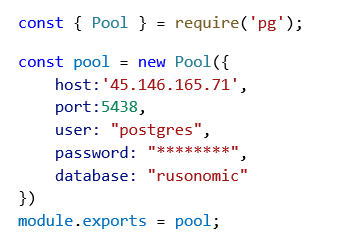 const { Pool } = require('pg');
const pool = new Pool({
host:'45.146.165.71',
port:5438,
user: "postgres",
password: "********",
database: "rusonomic"
})
module.exports = pool;